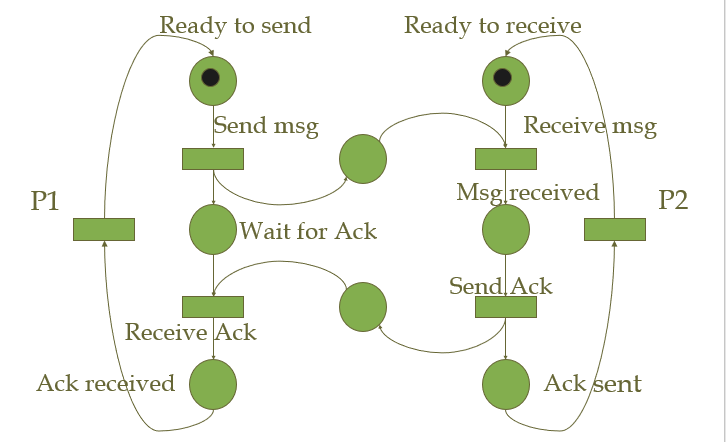 Ready to send
Ready to receive
Send msg
Receive msg
P1
Msg received
P2
Wait for Ack
Send Ack
Receive Ack
Ack received
Ack sent